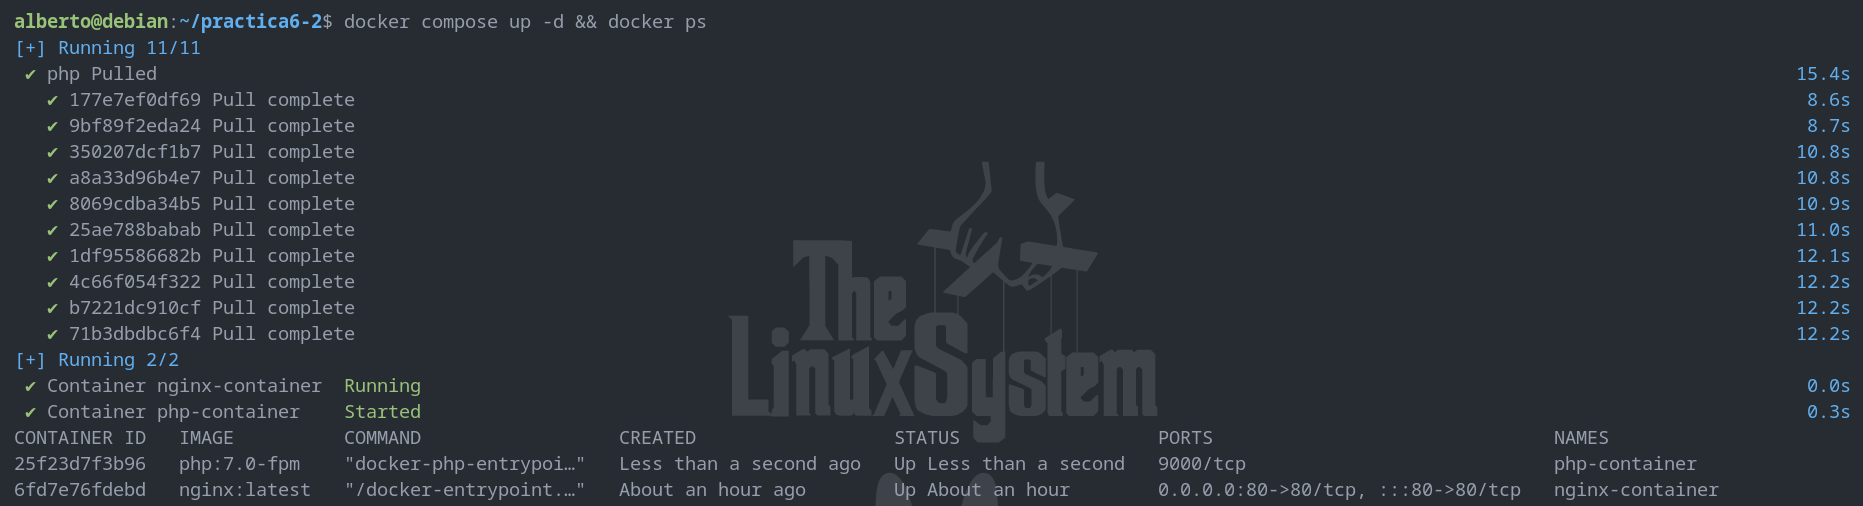 alberto@debian:~/practica6-2$ docker compose up -d && docker ps
[+] Running 11/11
✔ php Pulled 15.4s
✔ 177e7ef0df69 Pull complete 8.6s
✔ 9bf89f2eda24 Pull complete 8.7s
✔ 350207dcf1b7 Pull complete 10.8s
✔ a8a33d96b4e7 Pull complete 10.8s
✔ 8069cdba34b5 Pull complete 10.9s
✔ 25ae788babab Pull complete 11.0s
✔ 1df95586682b Pull complete 12.1s
✔ 4c66f054f322 Pull complete 12.2s
✔ b7221dc910cf Pull complete 12.2s
✔ 71b3dbdbc6f4 Pull complete 12.2s
[+] Running 2/2
✔ Container nginx-container Running 0.0s
✔ Container php-container Started 0.3s
CONTAINER ID IMAGE COMMAND CREATED STATUS PORTS NAMES
25f23d7f3b96 php:7.0-fpm "docker-php-entrypoi…" Less than a second ago Up Less than a second 9000/tcp php-container
6fd7e76fdebd nginx:latest "/docker-entrypoint.…" About an hour ago Up About an hour 0.0.0.0:80->80/tcp, :::80->80/tcp nginx-container
The
LinuxSystem